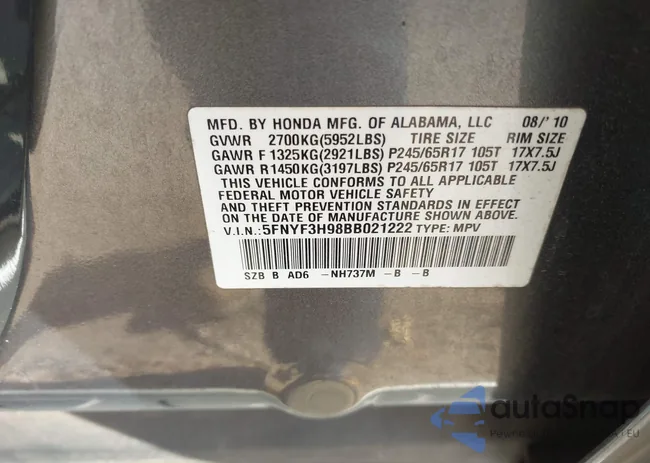 MFD. BY HONDA MFG. OF ALABAMA, LLC 08/' 10
GVWR 2700KG(5952LBS) TIRE SIZE RIM SIZE
GAWR F 1325KG(2921LBS) P245/65R17 105T 17X7.5J
GAWR R 1450KG(3197LBS) P245/65R17 105T 17X7.5J
THIS VEHICLE CONFORMS TO ALL APPLICABLE
FEDERAL MOTOR VEHICLE SAFETY
AND THEFT PREVENTION STANDARDS IN EFFECT
ON THE DATE OF MANUFACTURE SHOWN ABOVE.
V.I.N.: 5FNYF3H98BB021222 TYPE: MPV
SZB B AD6 -NH737M -B -B
autoSnap